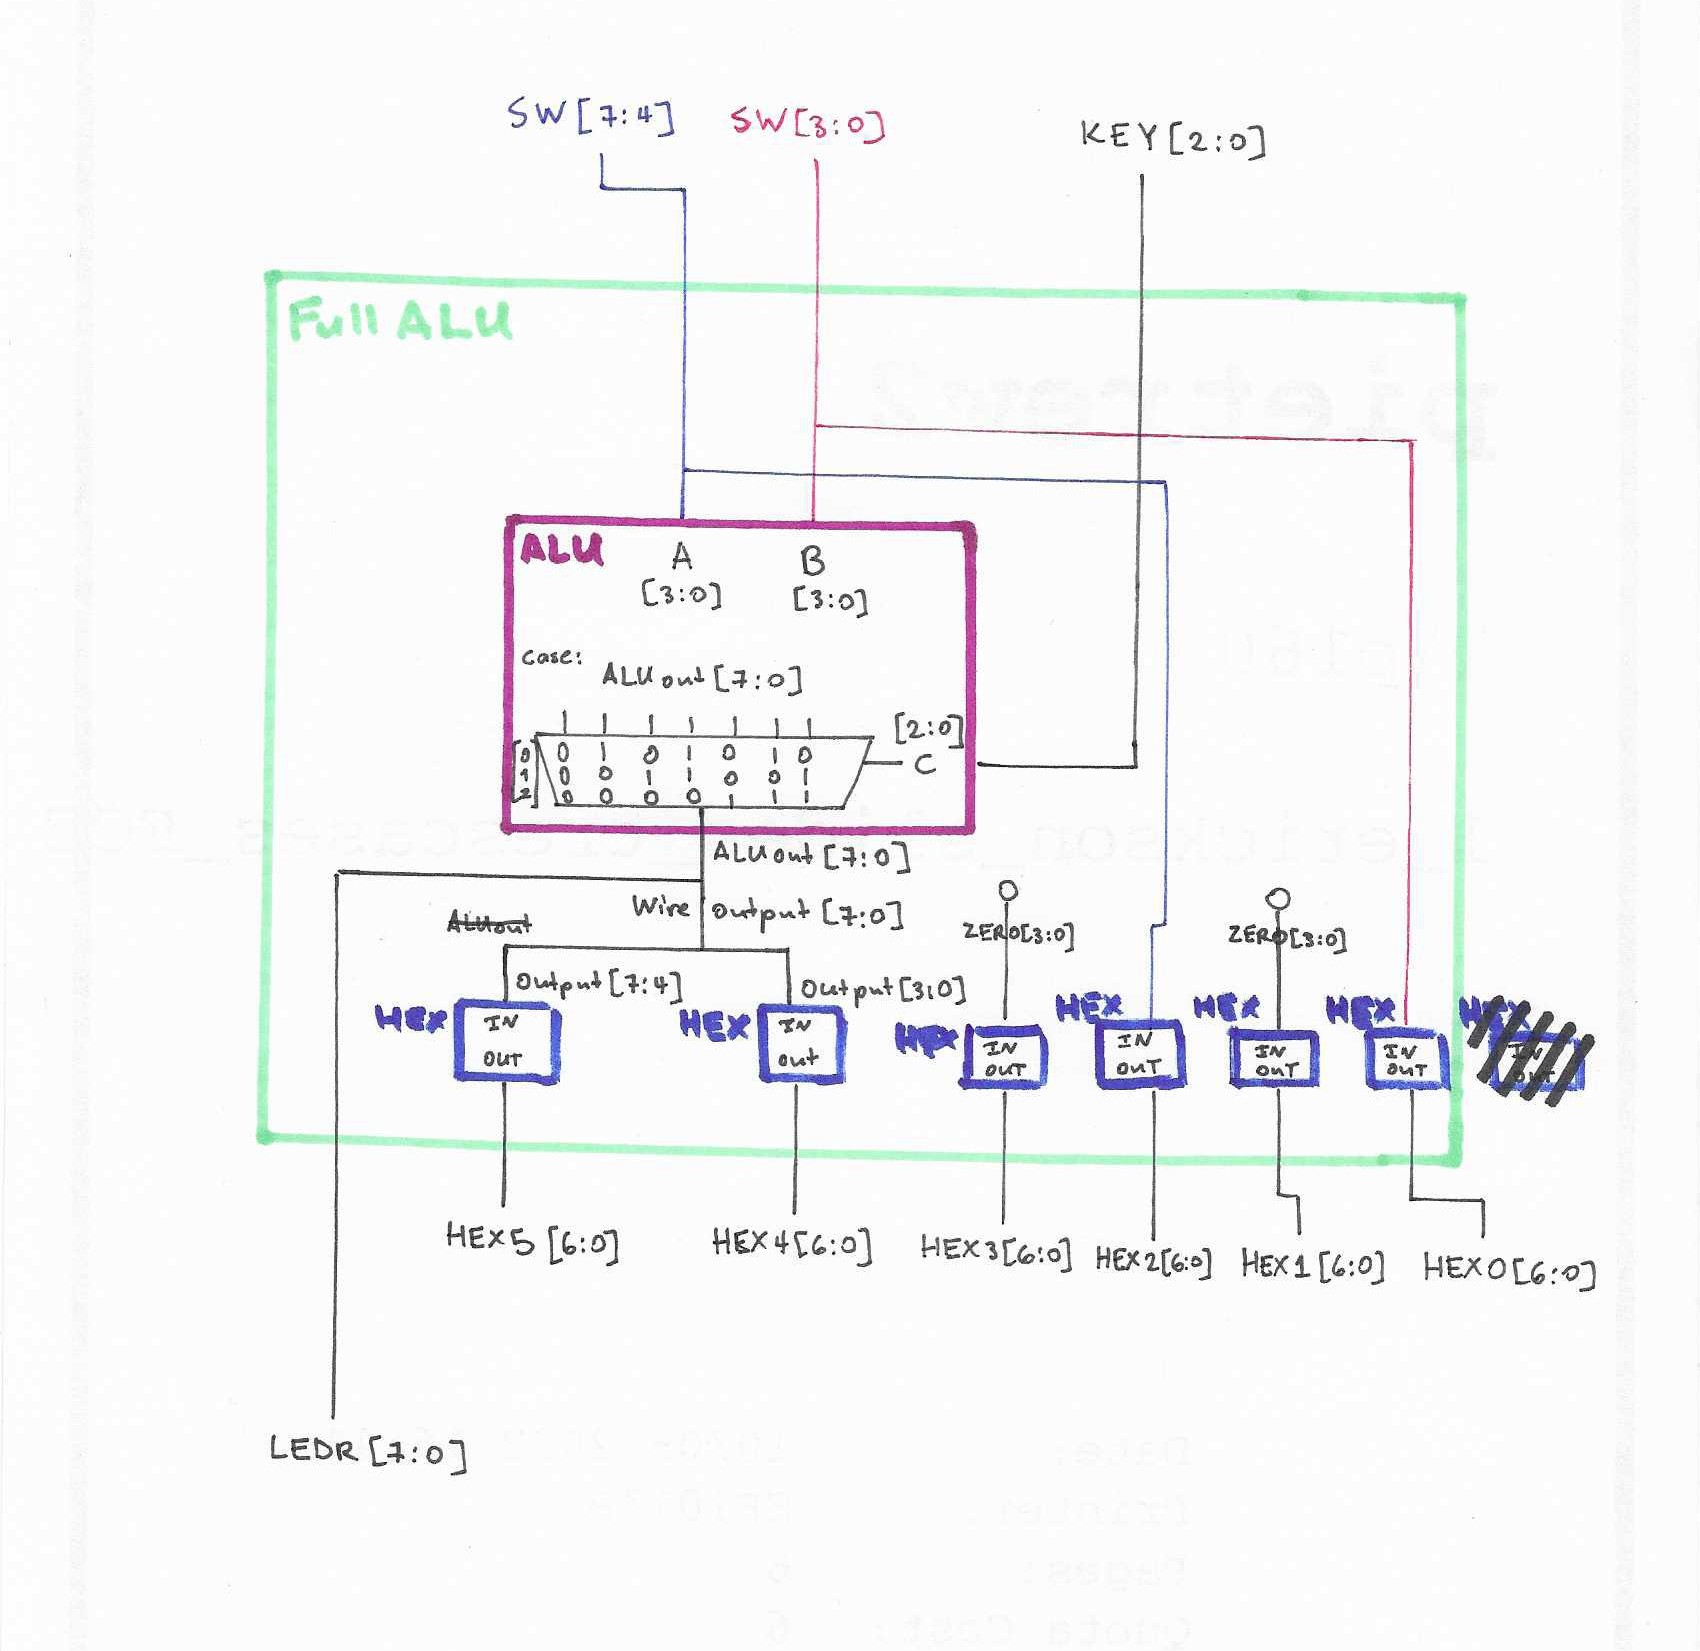 SW[7:4]
SW[3:0]
KEY[2:0]
Full ALU
ALU
A
B
[3:0]
[3:0]
case:
ALUout[7:0]
[2:0]
C
[0] 0 1 0 1 0 1 0
[1] 0 0 1 1 0 0 1
[2] 0 0 0 0 1 1 1
ALUout[7:0]
Wire output[7:0]
ALUout
ZERO[3:0]
ZERO[3:0]
Output[7:4]
Output[3:0]
HEX
IN
OUT
HEX
IN
Out
HEX
IN
OUT
HEX
IN
OUT
HEX
IN
OUT
HEX
IN
OUT
HEX5[6:0]
HEX4[6:0]
HEX3[6:0]
HEX2[6:0]
HEX1[6:0]
HEX0[6:0]
LEDR[7:0]